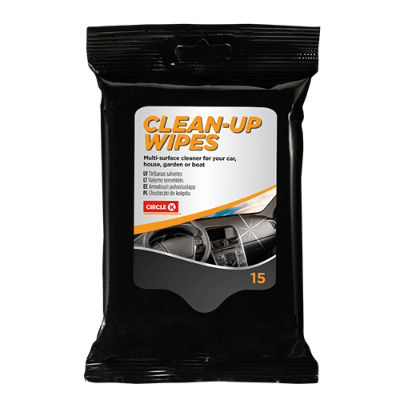 CLEAN-UP
WIPES
Multi-surface cleaner for your car,
house, garden or boat
LV Tīrīšanas salvetes
LT Valymo servetėlės
EE Armatuuri puhastuslapp
PL Chusteczki do kokpitu
CIRCLE K
15